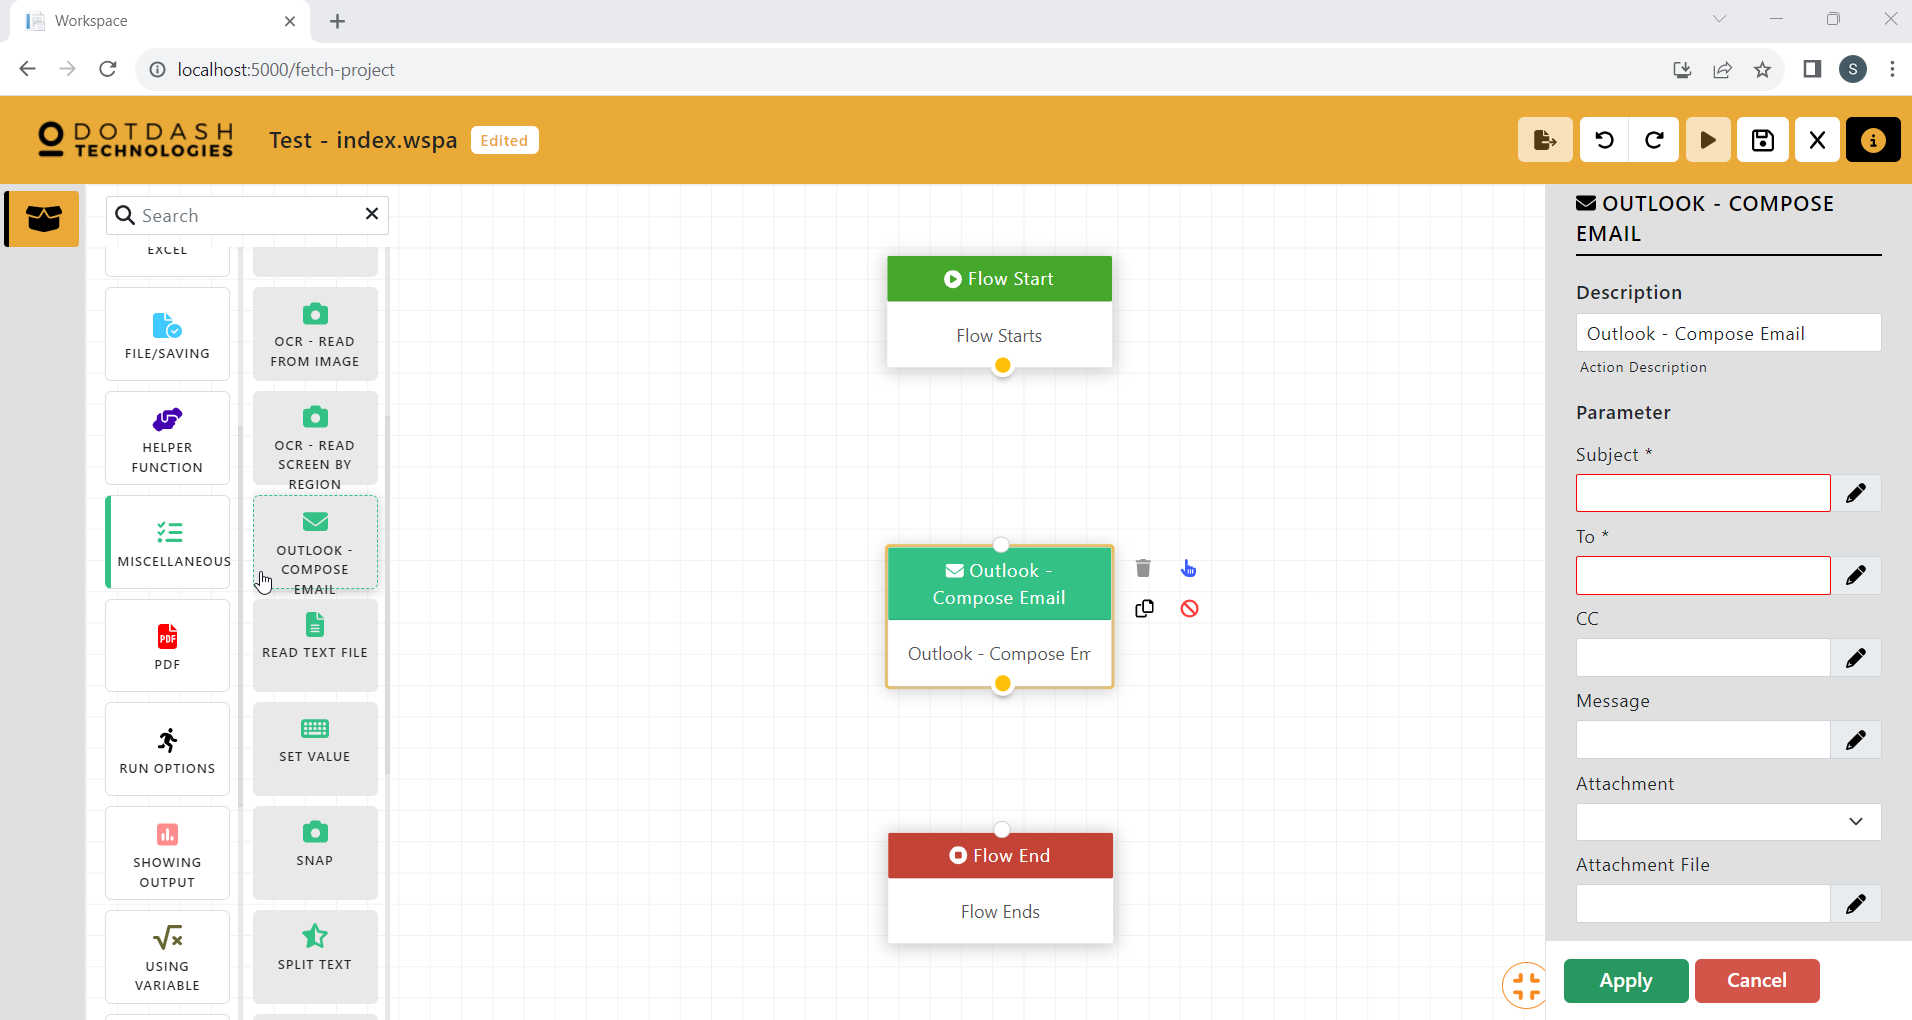 Workspace
localhost:5000/fetch-project
S
DOTDASH
TECHNOLOGIES
Test - index.wspa
Edited
Search
EXCEL
FILE/SAVING
HELPER
FUNCTION
MISCELLANEOUS
PDF
PDF
RUN OPTIONS
SHOWING
OUTPUT
USING
VARIABLE
OCR - READ
FROM IMAGE
OCR - READ
SCREEN BY
REGION
OUTLOOK -
COMPOSE
EMAIL
READ TEXT FILE
SET VALUE
SNAP
SPLIT TEXT
Flow Start
Flow Starts
Outlook -
Compose Email
Outlook - Compose Em
Flow End
Flow Ends
OUTLOOK - COMPOSE
EMAIL
Description
Outlook - Compose Email
Action Description
Parameter
Subject *
To *
CC
Message
Attachment
Attachment File
Apply
Cancel